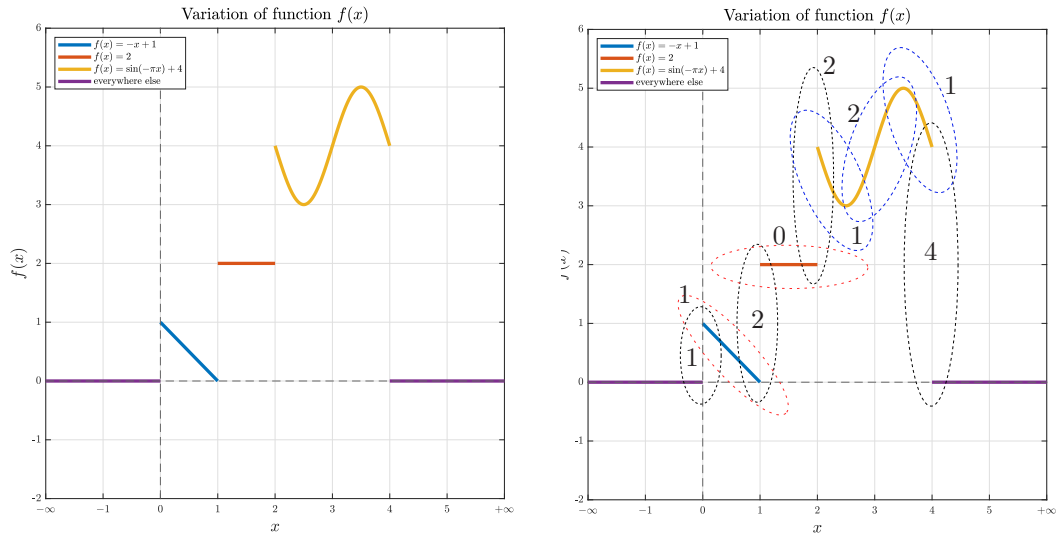 Variation of function f(x)
f(x) = −x + 1
f(x) = 2
f(x) = sin(−πx) + 4
everywhere else
6
5
4
3
2
1
0
-1
-2
f(x)
−∞ -1 0 1 2 3 4 +∞
x
Variation of function f(x)
f(x) = −x + 1
f(x) = 2
f(x) = sin(−πx) + 4
everywhere else
6
5
4
3
2
1
0
-1
-2
f(x)
2
1
2
0
1
4
1
2
1
−∞ -1 0 1 2 3 4 +∞
x